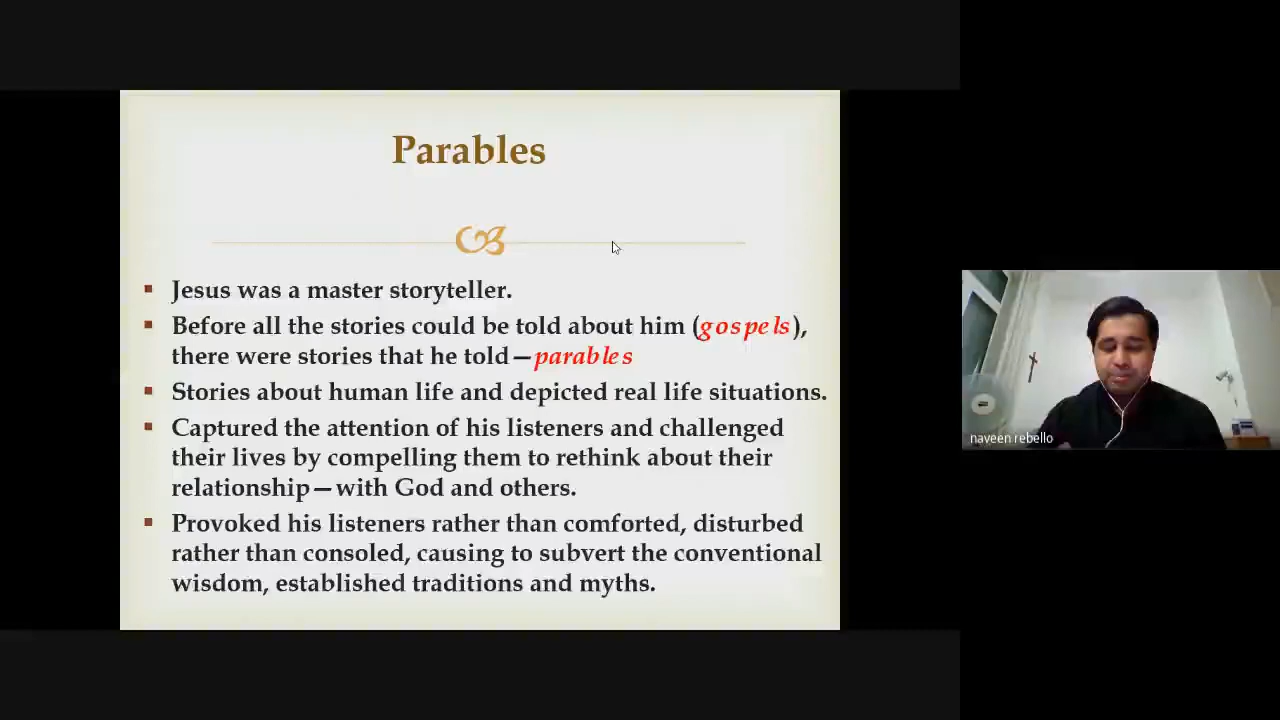 Parables
Jesus was a master storyteller.
Before all the stories could be told about him (gospels),
there were stories that he told—parables
Stories about human life and depicted real life situations.
Captured the attention of his listeners and challenged
their lives by compelling them to rethink about their
relationship—with God and others.
Provoked his listeners rather than comforted, disturbed
rather than consoled, causing to subvert the conventional
wisdom, established traditions and myths.
naveen rebello